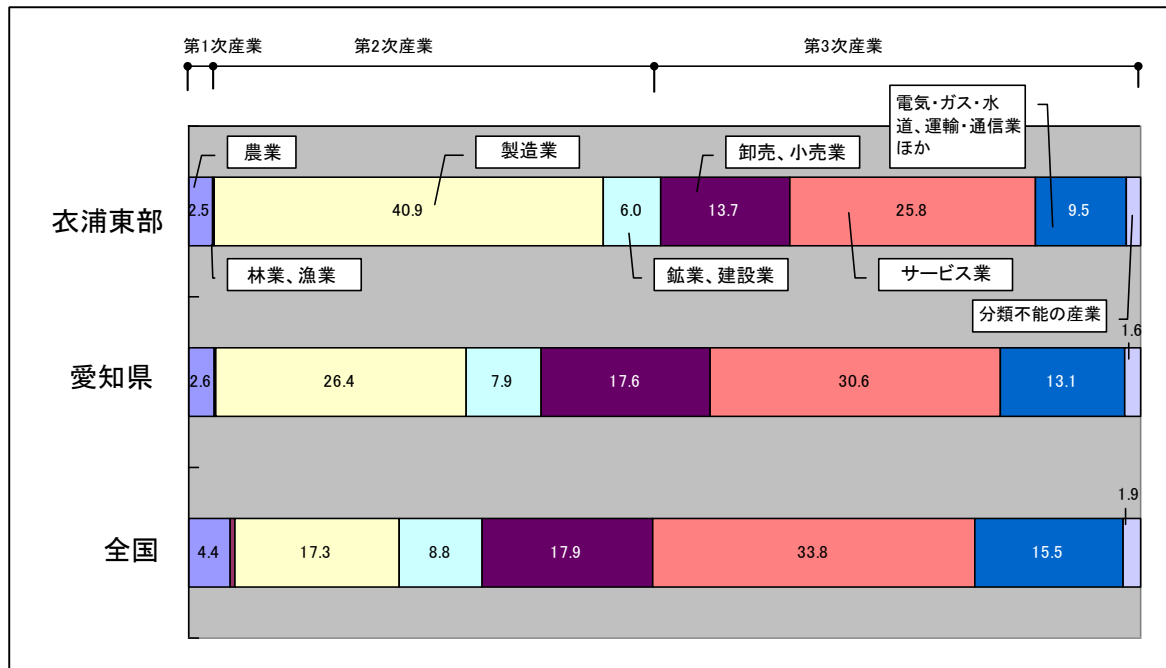 第1次産業
第2次産業
第3次産業
農業
製造業
卸売、小売業
電気・ガス・水
道、運輸・通信業
ほか
衣浦東部
2.5
40.9
6.0
13.7
25.8
9.5
林業、漁業
鉱業、建設業
サービス業
分類不能の産業
1.6
愛知県
2.6
26.4
7.9
17.6
30.6
13.1
1.9
全国
4.4
17.3
8.8
17.9
33.8
15.5